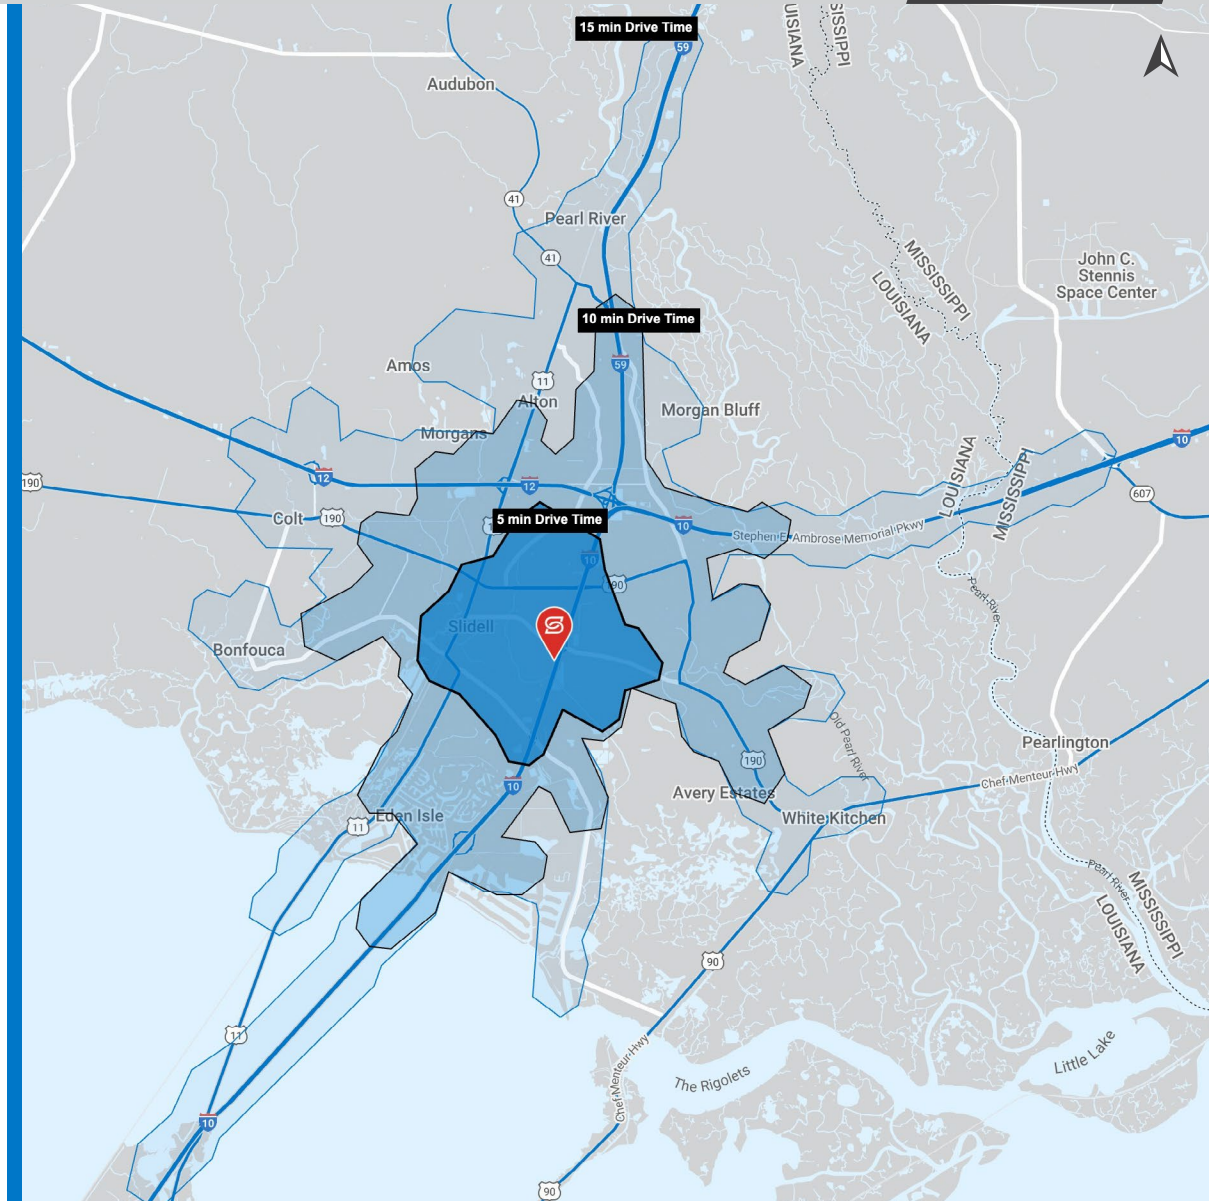 15 min Drive Time
59
LOUISIANA
MISSISSIPPI
Audubon
41
Pearl River
41
MISSISSIPPI
LOUISIANA
John C.
Stennis
Space Center
10 min Drive Time
59
Amos
11
Alton
Morgan Bluff
Morgans
10
LOUISIANA
MISSISSIPPI
190
12
12
607
Colt
190
5 min Drive Time
10
Stephen E. Ambrose Memorial Pkwy
10
190
Pearl River
Slidell
Bonfouca
Old Pearl River
Pearlington
190
Chef Menteur Hwy
10
Avery Estates
Eden Isle
11
White Kitchen
Pearl River
MISSISSIPPI
LOUISIANA
90
11
Chef Menteur Hwy
The Rigolets
Little Lake
10
90